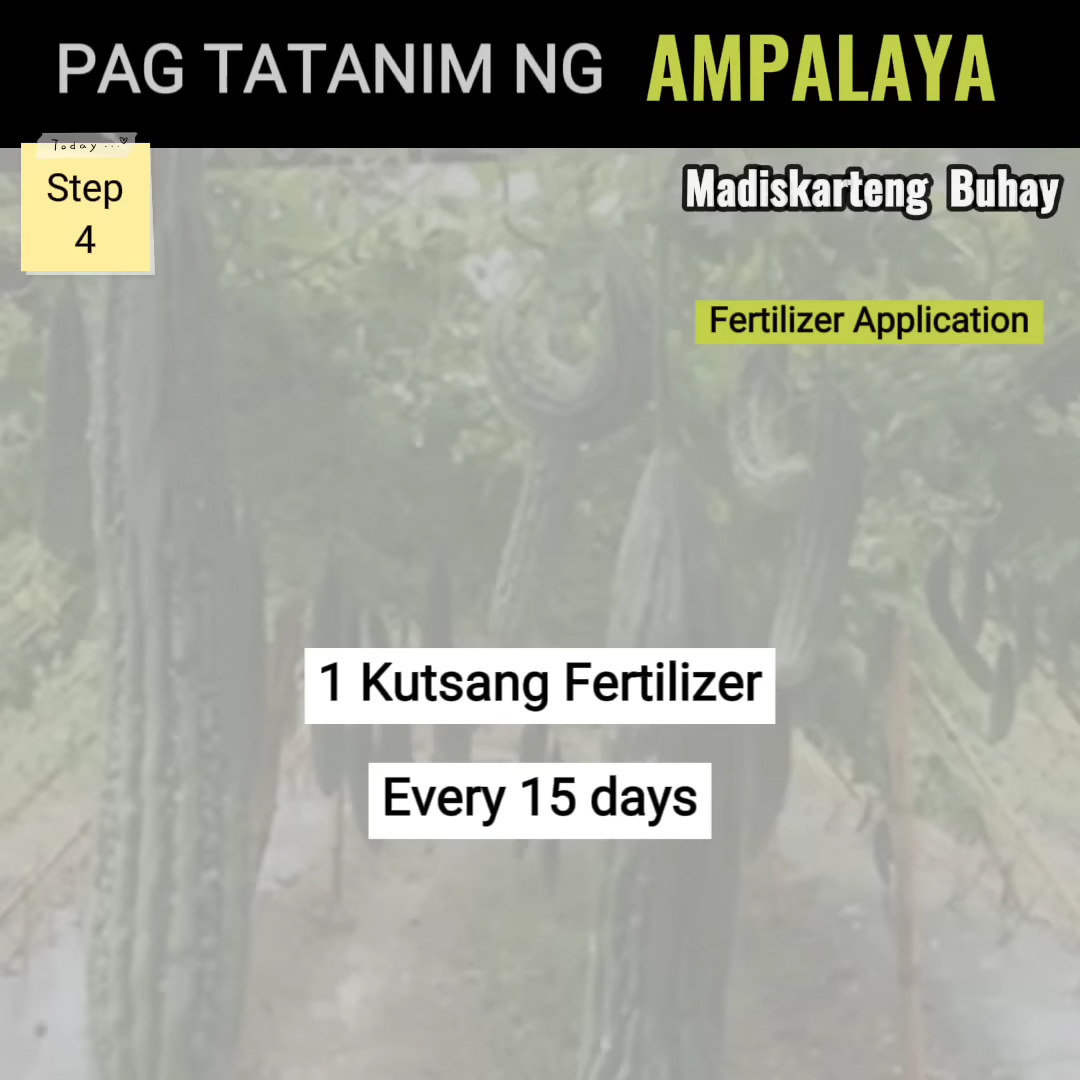 PAG TATANIM NG AMPALAYA
Today...
Step
4
Madiskarteng Buhay
Fertilizer Application
1 Kutsang Fertilizer
Every 15 days